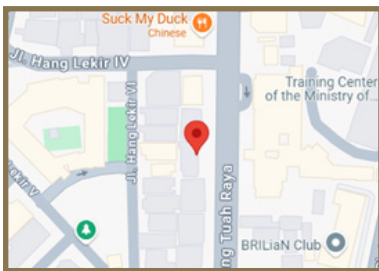 Suck My Duck
Chinese
Jl. Hang Lekir IV
Training Center
of the Ministry of...
Jl. Hang Lekir VI
ng Tuah Raya
kir V
BRILiaN Club